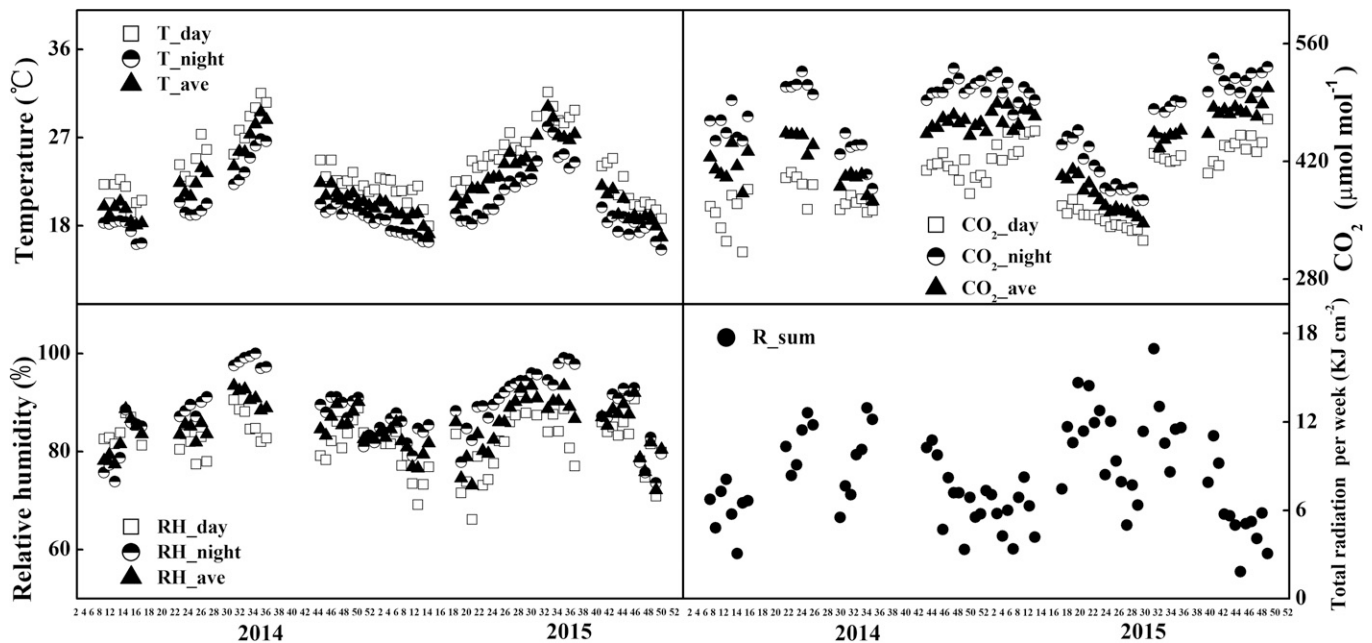 36
27
18
Temperature (℃)
T_day
T_night
T_ave
CO2_day
CO2_night
CO2_ave
560
420
280
CO2 (μmol mol-1)
100
80
60
Relative humidity (%)
RH_day
RH_night
RH_ave
R_sum
18
12
6
0
Total radiation per week (KJ cm-2)
2 4 6 8 12 14 16 18 22 24 26 28 30 32 34 36 38 40 42 44 46 48 50 52 2 4 6 8 10 12 14 16 18 20 22 24 26 28 30 32 34 36 38 40 42 44 46 48 50 52
2 4 6 8 12 14 16 18 22 24 26 28 30 32 34 36 38 40 42 44 46 48 50 52 2 4 6 8 10 12 14 16 18 20 22 24 26 28 30 32 34 36 38 40 42 44 46 48 50 52
2014
2015
2014
2015